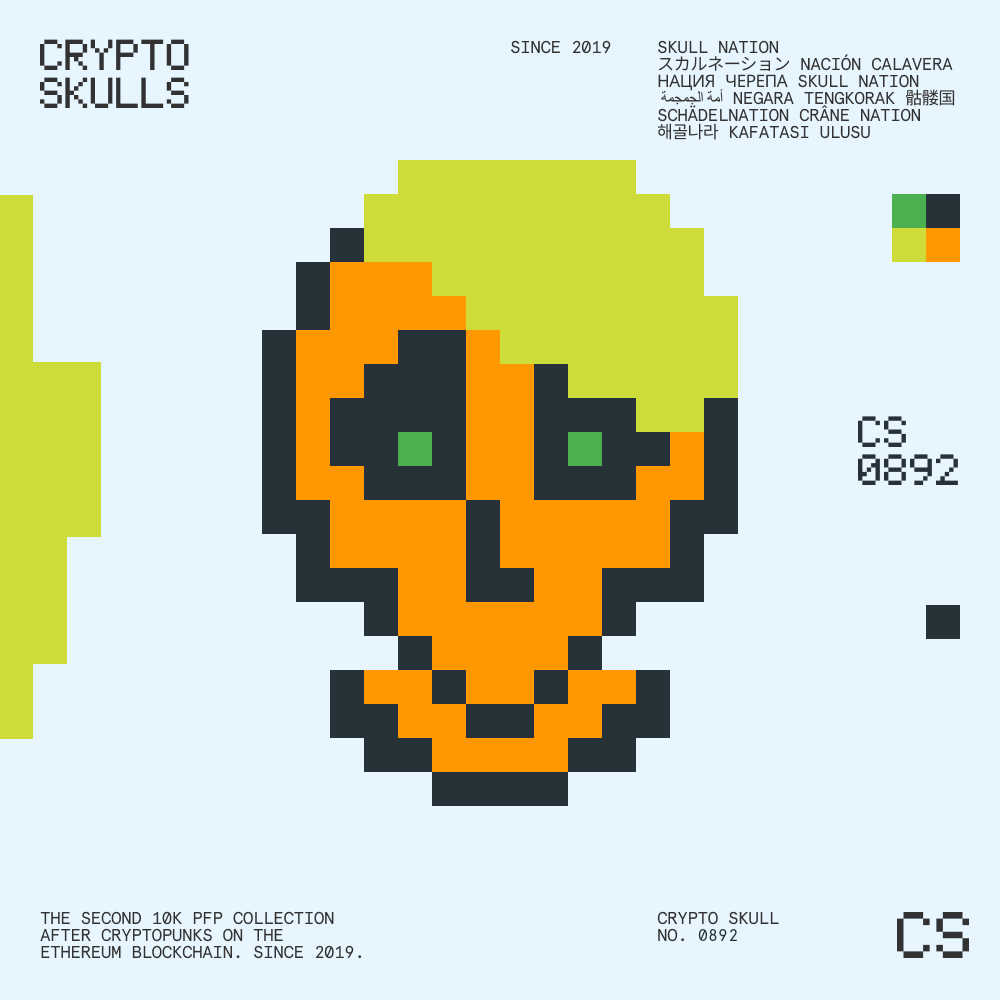 CRYPTO
SKULLS
SINCE 2019
SKULL NATION
スカルネーション NACIÓN CALAVERA
НАЦИЯ ЧЕРЕПА SKULL NATION
أمة الجمجمة NEGARA TENGKORAK 骷髅国
SCHÄDELNATION CRÂNE NATION
해골나라 KAFATASI ULUSU
CS
0892
THE SECOND 10K PFP COLLECTION
AFTER CRYPTOPUNKS ON THE
ETHEREUM BLOCKCHAIN. SINCE 2019.
CRYPTO SKULL
NO. 0892
CS